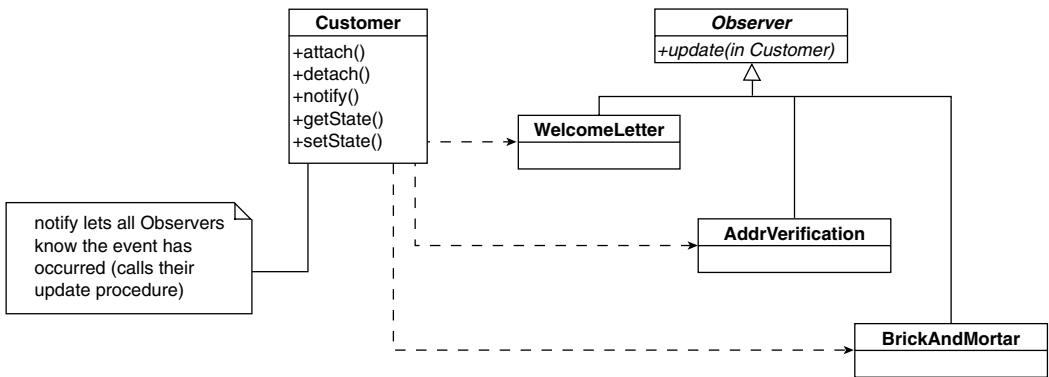 Customer
+attach()
+detach()
+notify()
+getState()
+setState()
Observer
+update(in Customer)
WelcomeLetter
notify lets all Observers
know the event has
occurred (calls their
update procedure)
AddrVerification
BrickAndMortar